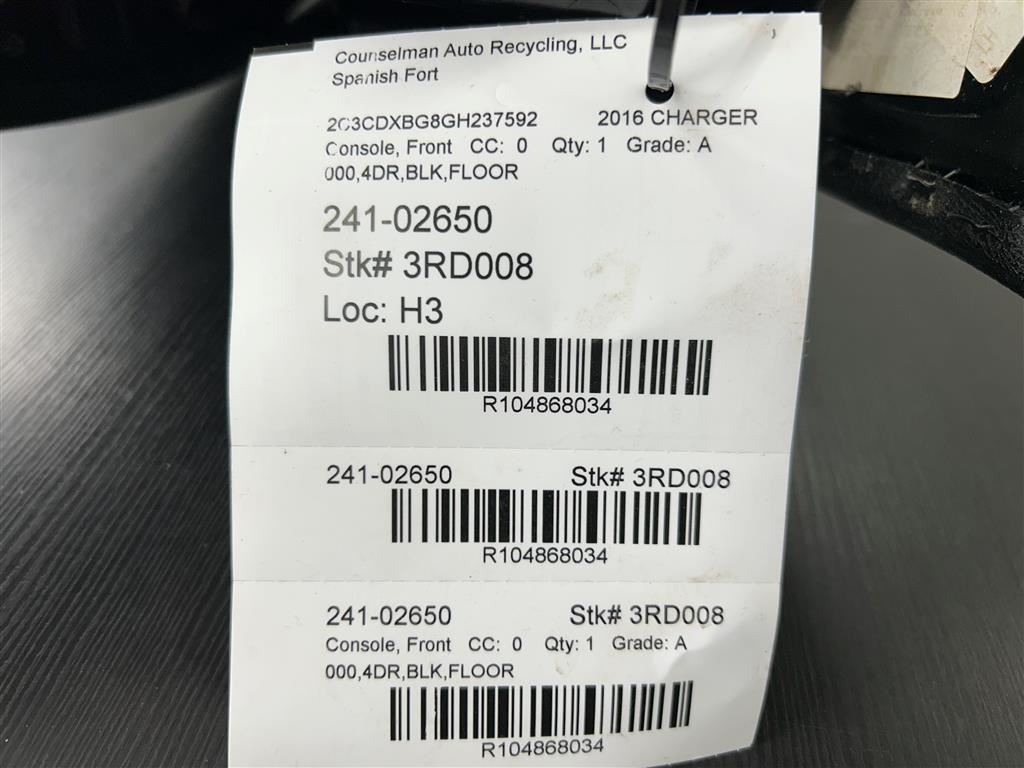 Counselman Auto Recycling, LLC
Spanish Fort
2C3CDXBG8GH237592 2016 CHARGER
Console, Front CC: 0 Qty: 1 Grade: A
000,4DR,BLK,FLOOR
241-02650
Stk# 3RD008
Loc: H3
R104868034
241-02650 Stk# 3RD008
R104868034
241-02650 Stk# 3RD008
Console, Front CC: 0 Qty: 1 Grade: A
000,4DR,BLK,FLOOR
R104868034